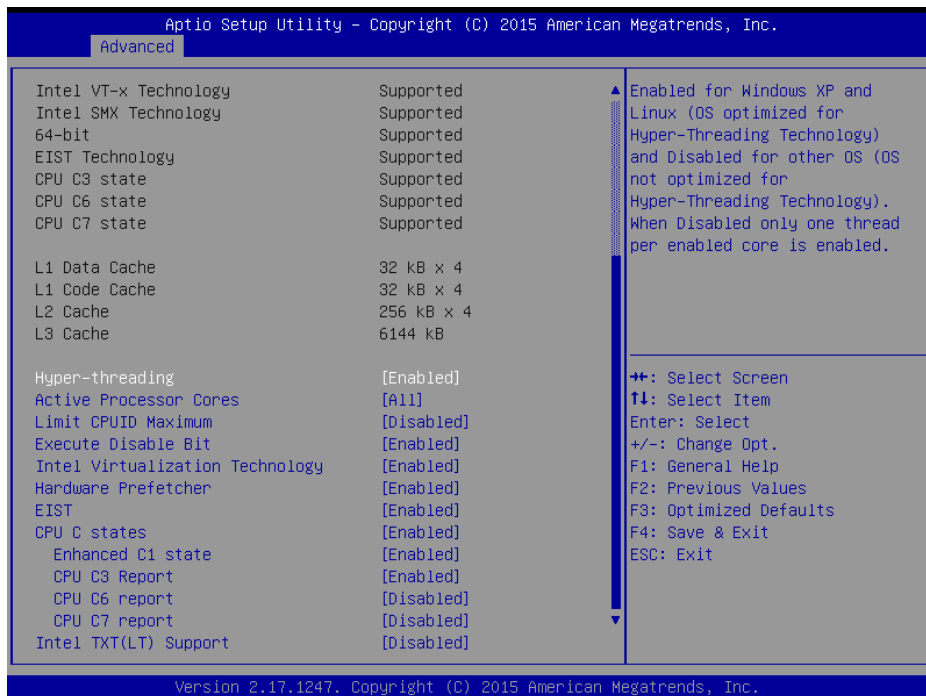 Aptio Setup Utility – Copyright (C) 2015 American Megatrends, Inc.
Advanced
Intel VT-x Technology Supported
Intel SMX Technology Supported
64-bit Supported
EIST Technology Supported
CPU C3 state Supported
CPU C6 state Supported
CPU C7 state Supported
L1 Data Cache 32 kB x 4
L1 Code Cache 32 kB x 4
L2 Cache 256 kB x 4
L3 Cache 6144 kB
Hyper-threading [Enabled]
Active Processor Cores [All]
Limit CPUID Maximum [Disabled]
Execute Disable Bit [Enabled]
Intel Virtualization Technology [Enabled]
Hardware Prefetcher [Enabled]
EIST [Enabled]
CPU C states [Enabled]
Enhanced C1 state [Enabled]
CPU C3 Report [Enabled]
CPU C6 report [Disabled]
CPU C7 report [Disabled]
Intel TXT(LT) Support [Disabled]
Enabled for Windows XP and
Linux (OS optimized for
Hyper-Threading Technology)
and Disabled for other OS (OS
not optimized for
Hyper-Threading Technology).
When Disabled only one thread
per enabled core is enabled.
→←: Select Screen
↑↓: Select Item
Enter: Select
+/-: Change Opt.
F1: General Help
F2: Previous Values
F3: Optimized Defaults
F4: Save & Exit
ESC: Exit
Version 2.17.1247. Copyright (C) 2015 American Megatrends, Inc.